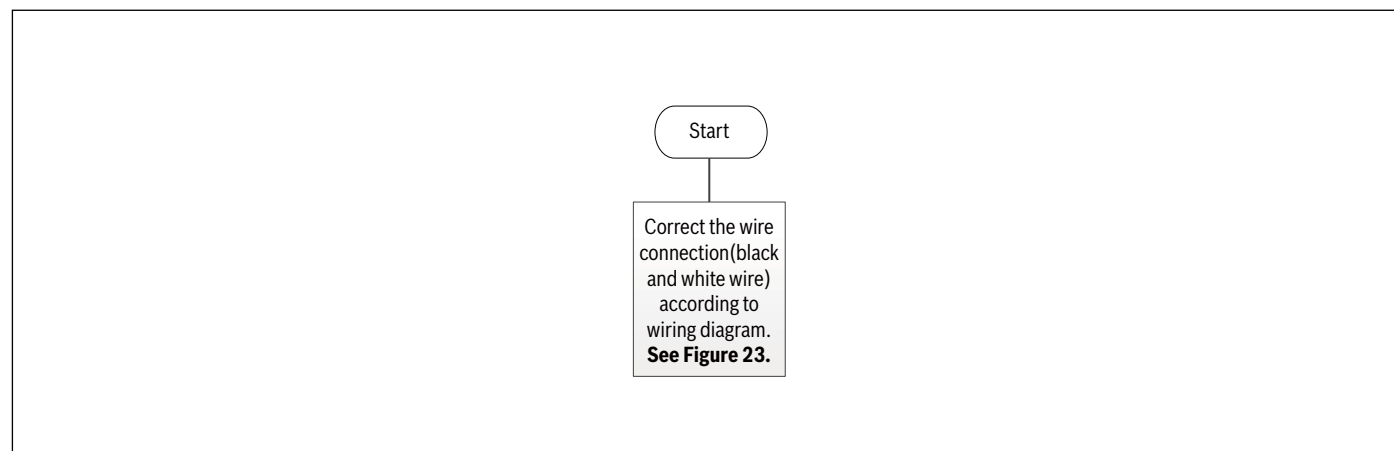 Start
Correct the wire
connection(black
and white wire)
according to
wiring diagram.
See Figure 23.